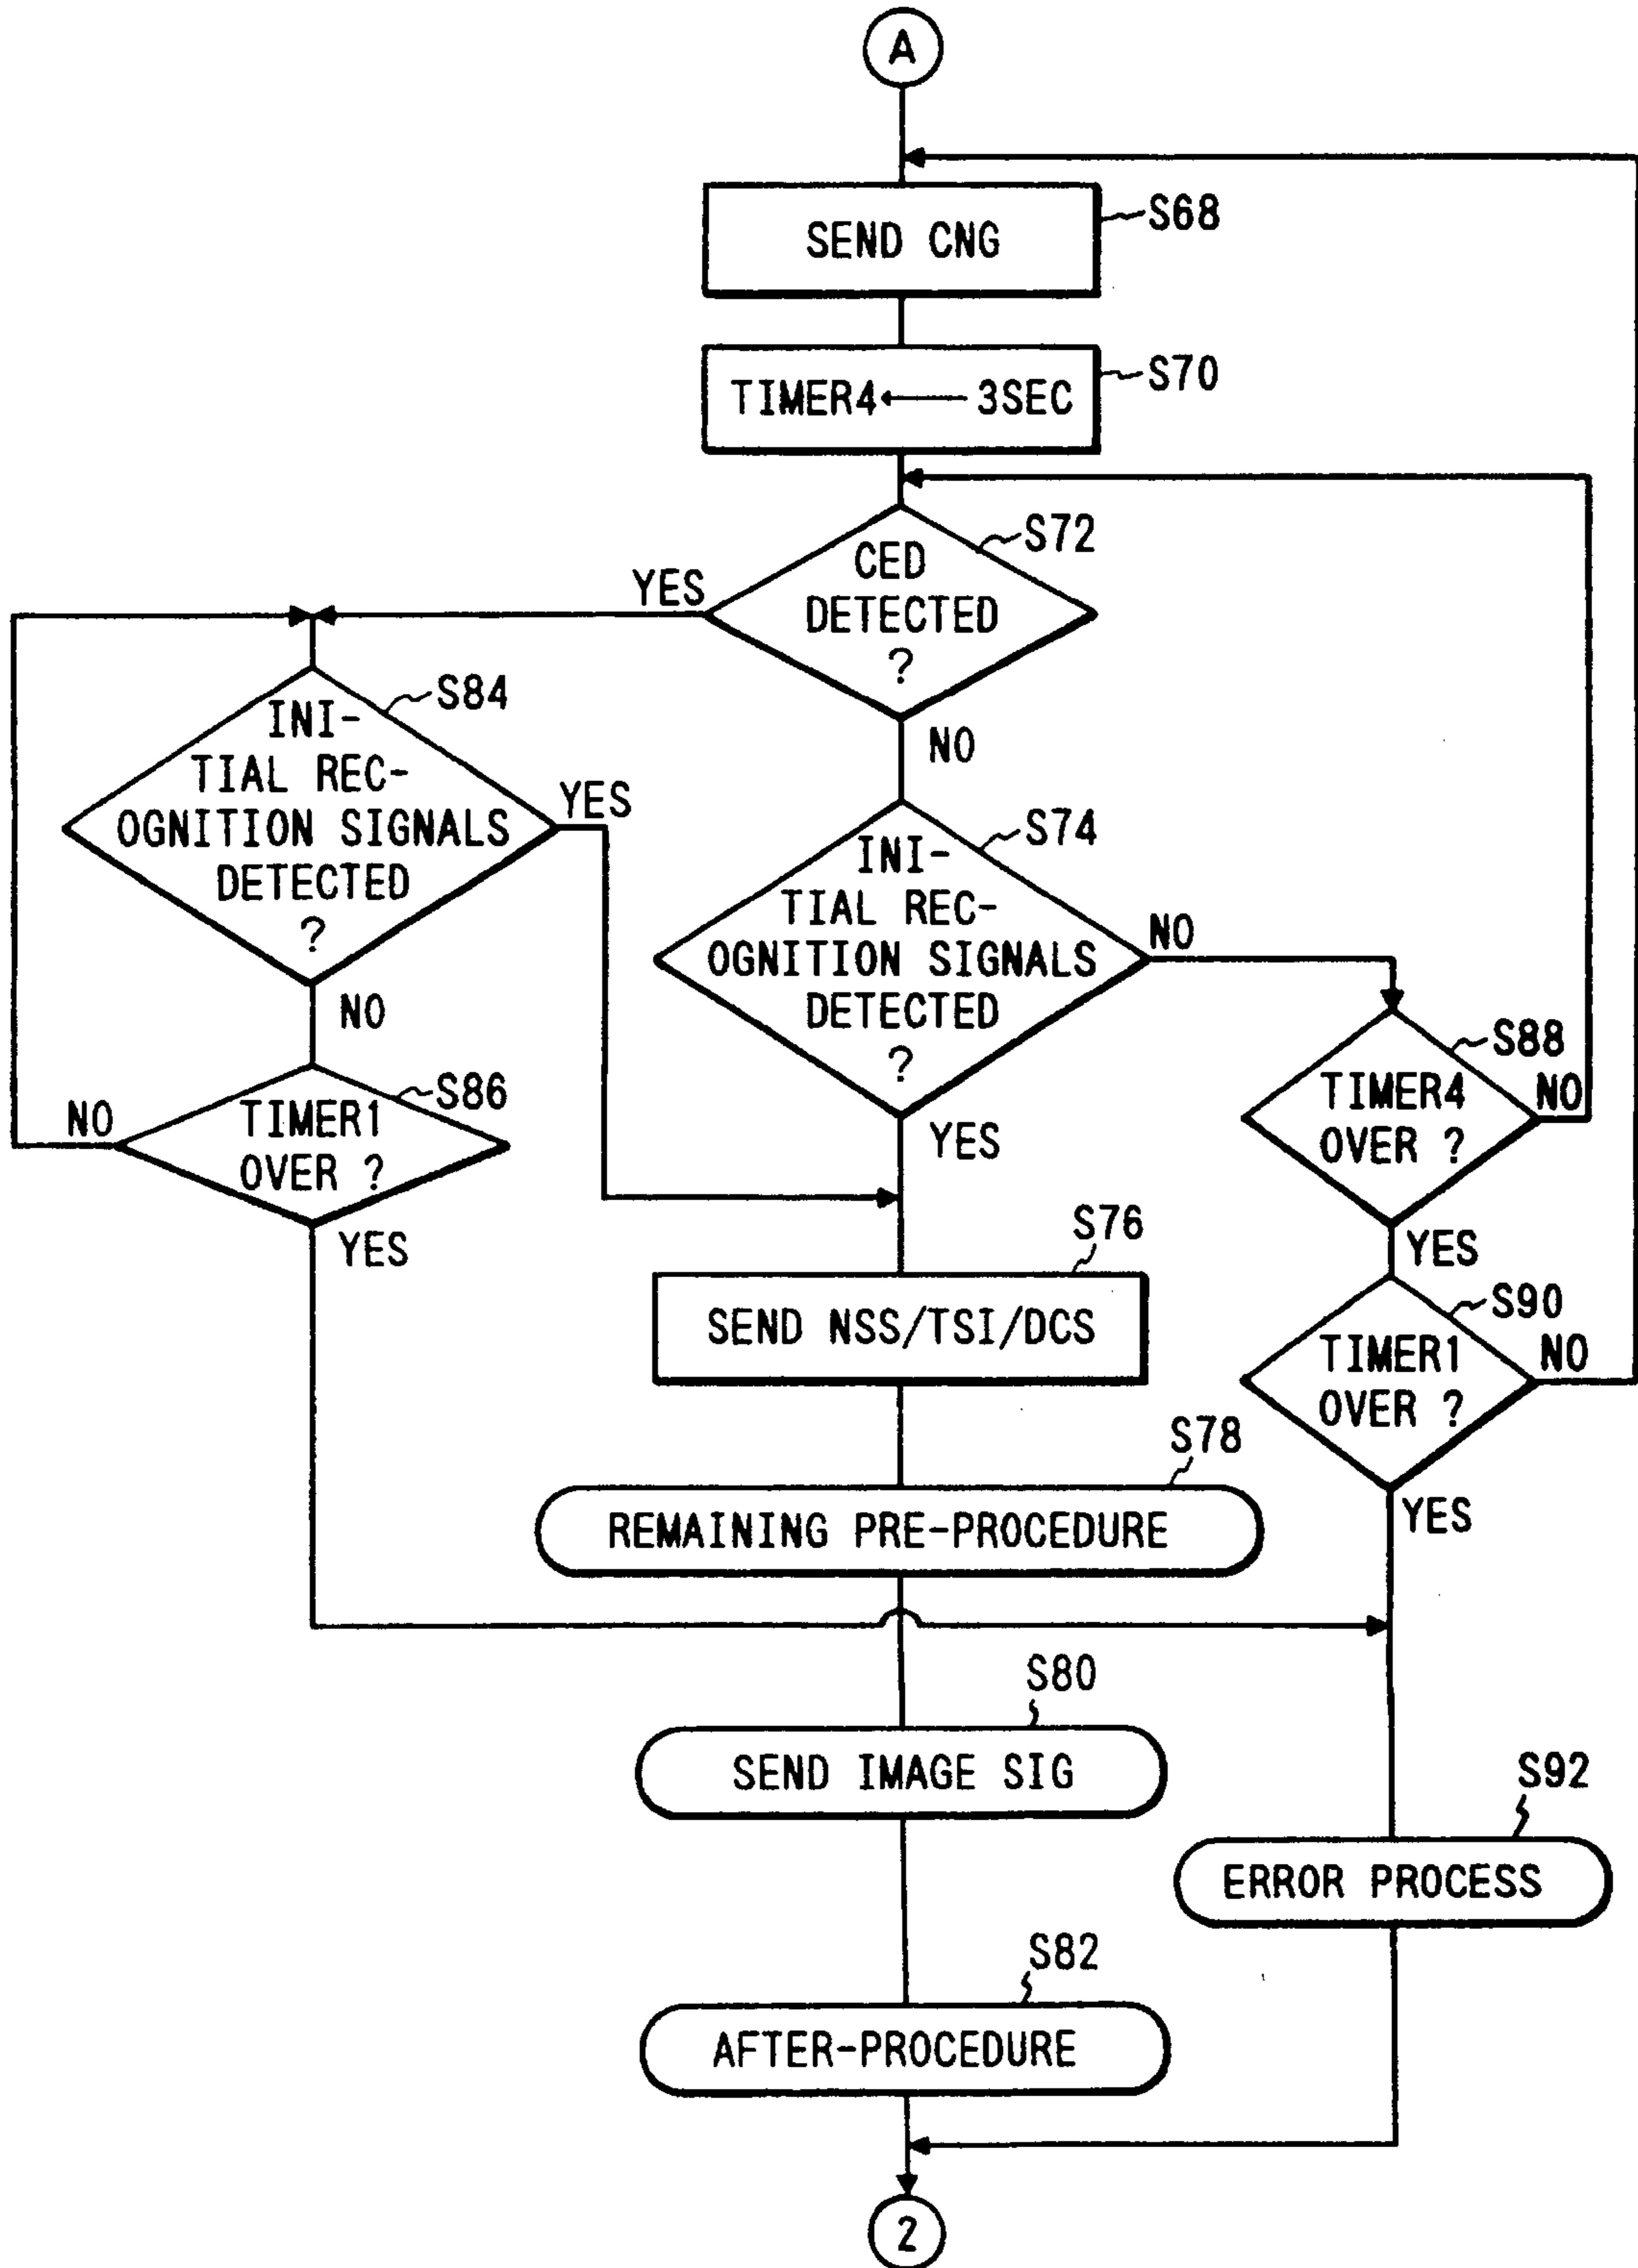 A
SEND CNG
S68
TIMER4 ← 3SEC
S70
CED
DETECTED
?
S72
YES
NO
INI-
TIAL REC-
OGNITION SIGNALS
DETECTED
?
S84
YES
NO
INI-
TIAL REC-
OGNITION SIGNALS
DETECTED
?
S74
NO
YES
TIMER1
OVER ?
S86
NO
YES
TIMER4
OVER ?
S88
NO
YES
SEND NSS/TSI/DCS
S76
TIMER1
OVER ?
S90
NO
YES
REMAINING PRE-PROCEDURE
S78
SEND IMAGE SIG
S80
ERROR PROCESS
S92
AFTER-PROCEDURE
S82
2